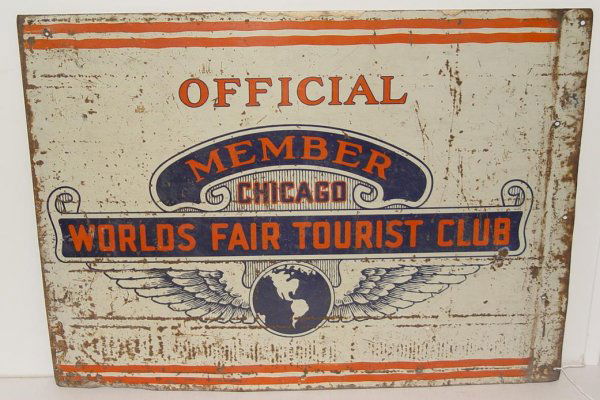 OFFICIAL
MEMBER
CHICAGO
WORLDS FAIR TOURIST CLUB